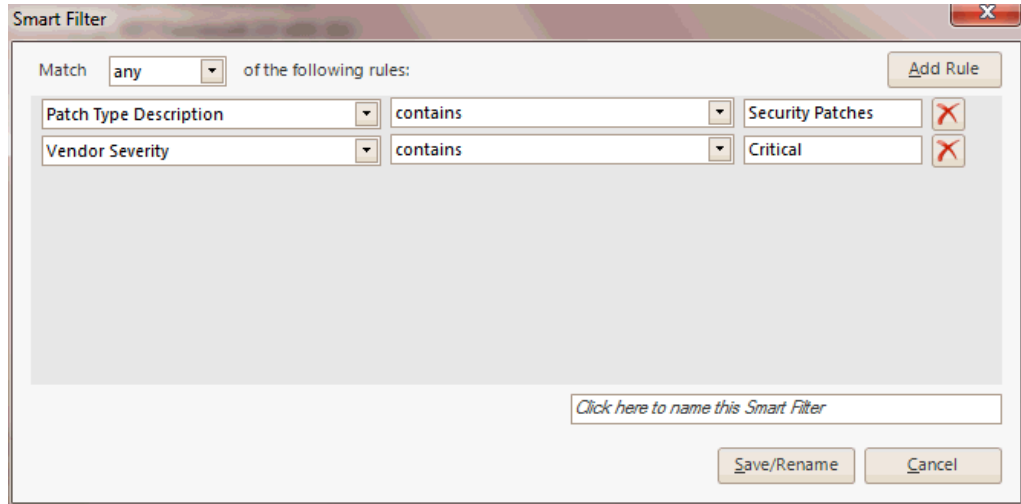 Smart Filter
Match any of the following rules: Add Rule
Patch Type Description contains Security Patches
Vendor Severity contains Critical
Click here to name this Smart Filter
Save/Rename Cancel